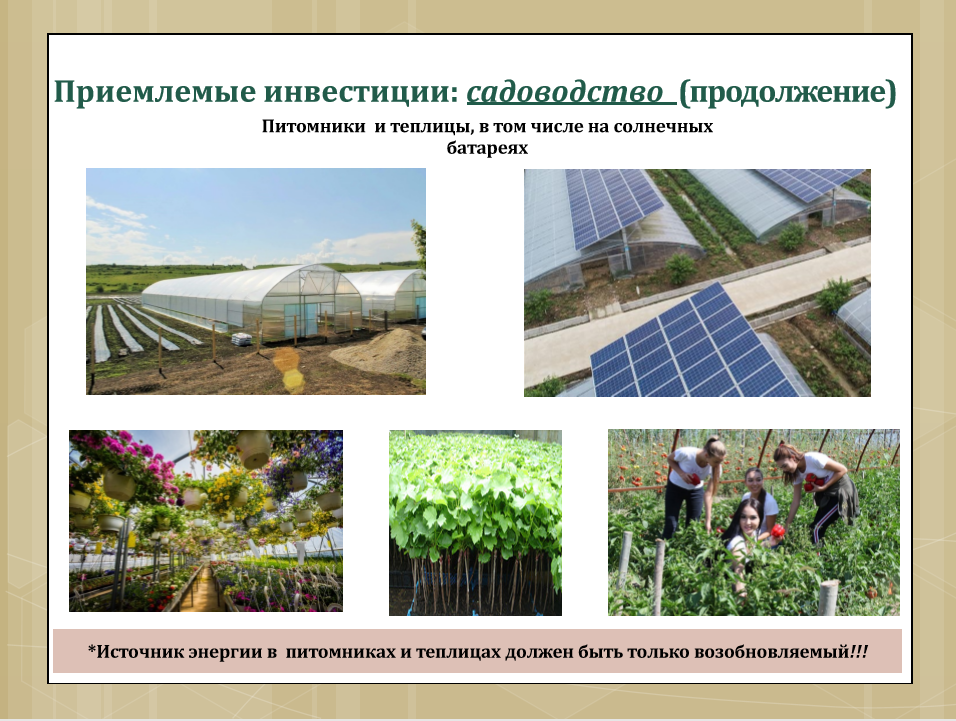 Приемлемые инвестиции: садоводство (продолжение)
Питомники и теплицы, в том числе на солнечных
батареях
*Источник энергии в питомниках и теплицах должен быть только возобновляемый!!!